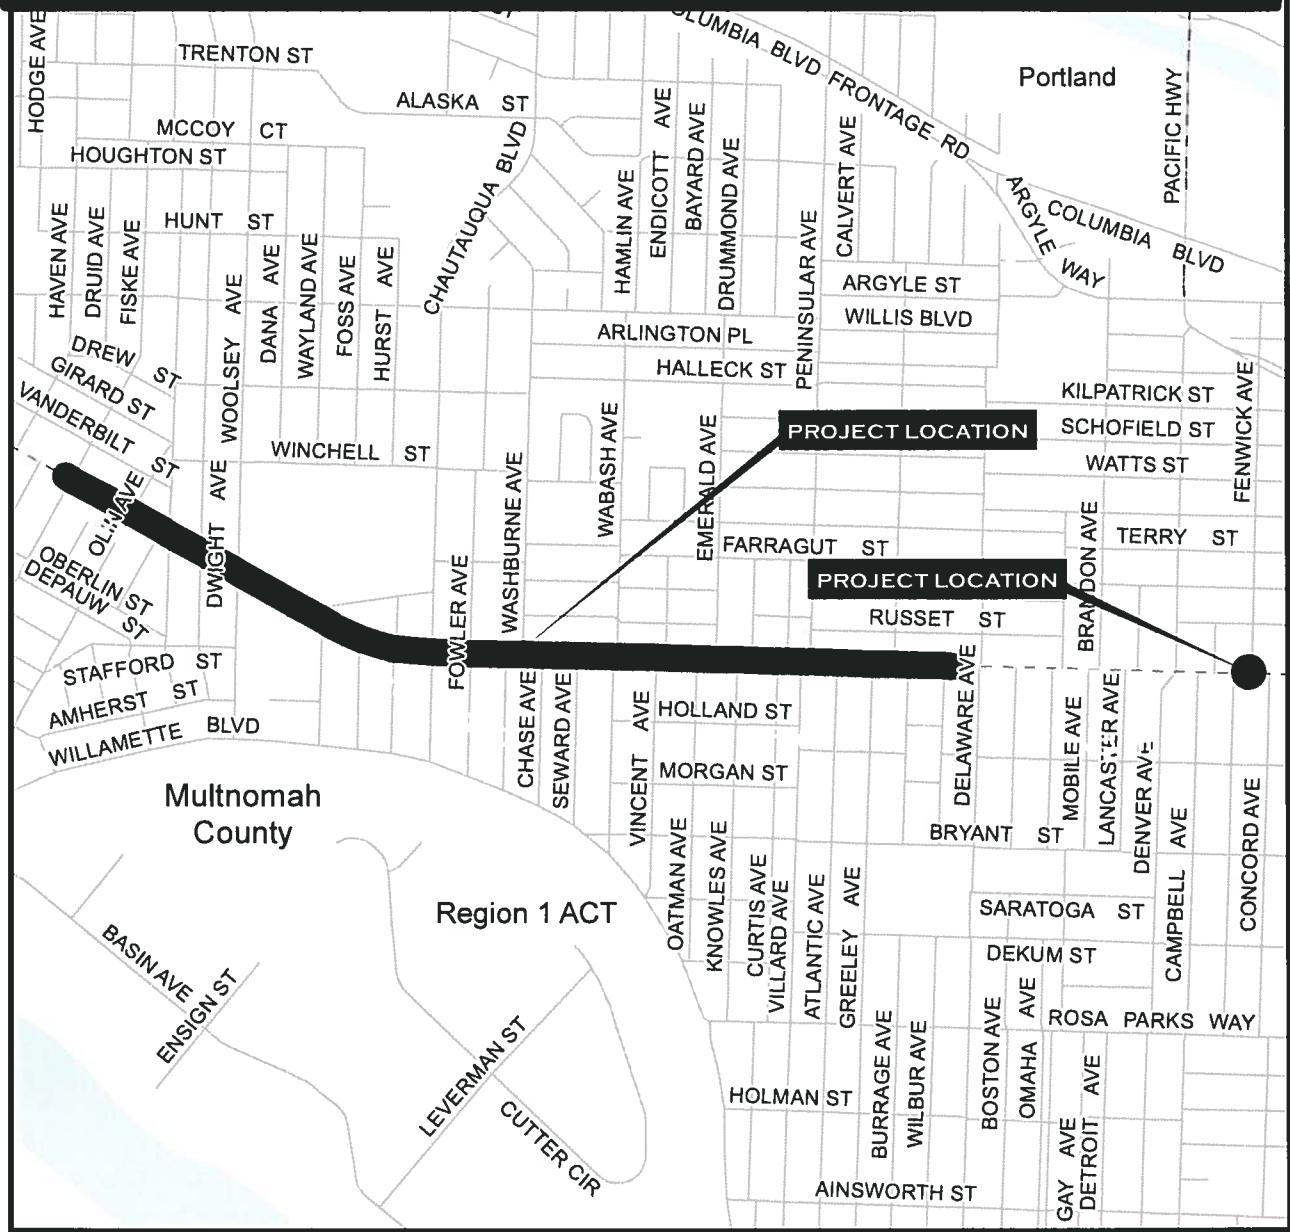 COLUMBIA BLVD FRONTAGE RD
HODGE AVE
TRENTON ST
Portland
PACIFIC HWY
ALASKA ST
MCCOY CT
HOUGHTON ST
CHAUTAUQUA BLVD
HAMLIN AVE
ENDICOTT AVE
BAYARD AVE
DRUMMOND AVE
PENINSULAR AVE
CALVERT AVE
ARGYLE WAY
COLUMBIA BLVD
HAVEN AVE
DRUID AVE
FISKE AVE
HUNT ST
WOOLSEY AVE
DANA AVE
WAYLAND AVE
FOSS AVE
HURST AVE
ARGYLE ST
WILLIS BLVD
ARLINGTON PL
HALLECK ST
DREW ST
GIRARD ST
VANDERBILT ST
KILPATRICK ST
SCHOFIELD ST
WATTS ST
FENWICK AVE
PROJECT LOCATION
WINCHELL ST
WABASH AVE
EMERALD AVE
WASHBURNE AVE
DWIGHT AVE
OLIN AVE
FARRAGUT ST
TERRY ST
BRANDON AVE
PROJECT LOCATION
OBERLIN ST
DEPAUW ST
FOWLER AVE
RUSSET ST
STAFFORD ST
AMHERST ST
WILLAMETTE BLVD
CHASE AVE
SEWARD AVE
VINCENT AVE
HOLLAND ST
DELAWARE AVE
MOBILE AVE
LANCASTER AVE
DENVER AVE
MORGAN ST
Multnomah
County
BRYANT ST
CAMPBELL AVE
CONCORD AVE
OATMAN AVE
KNOWLES AVE
CURTIS AVE
VILLARD AVE
ATLANTIC AVE
GREELEY AVE
Region 1 ACT
SARATOGA ST
DEKUM ST
BASIN AVE
ENSIGN ST
LEVERMAN ST
CUTTER CIR
BURRAGE AVE
WILBUR AVE
BOSTON AVE
OMAHA AVE
ROSA PARKS WAY
HOLMAN ST
GAY AVE
DETROIT AVE
AINSWORTH ST